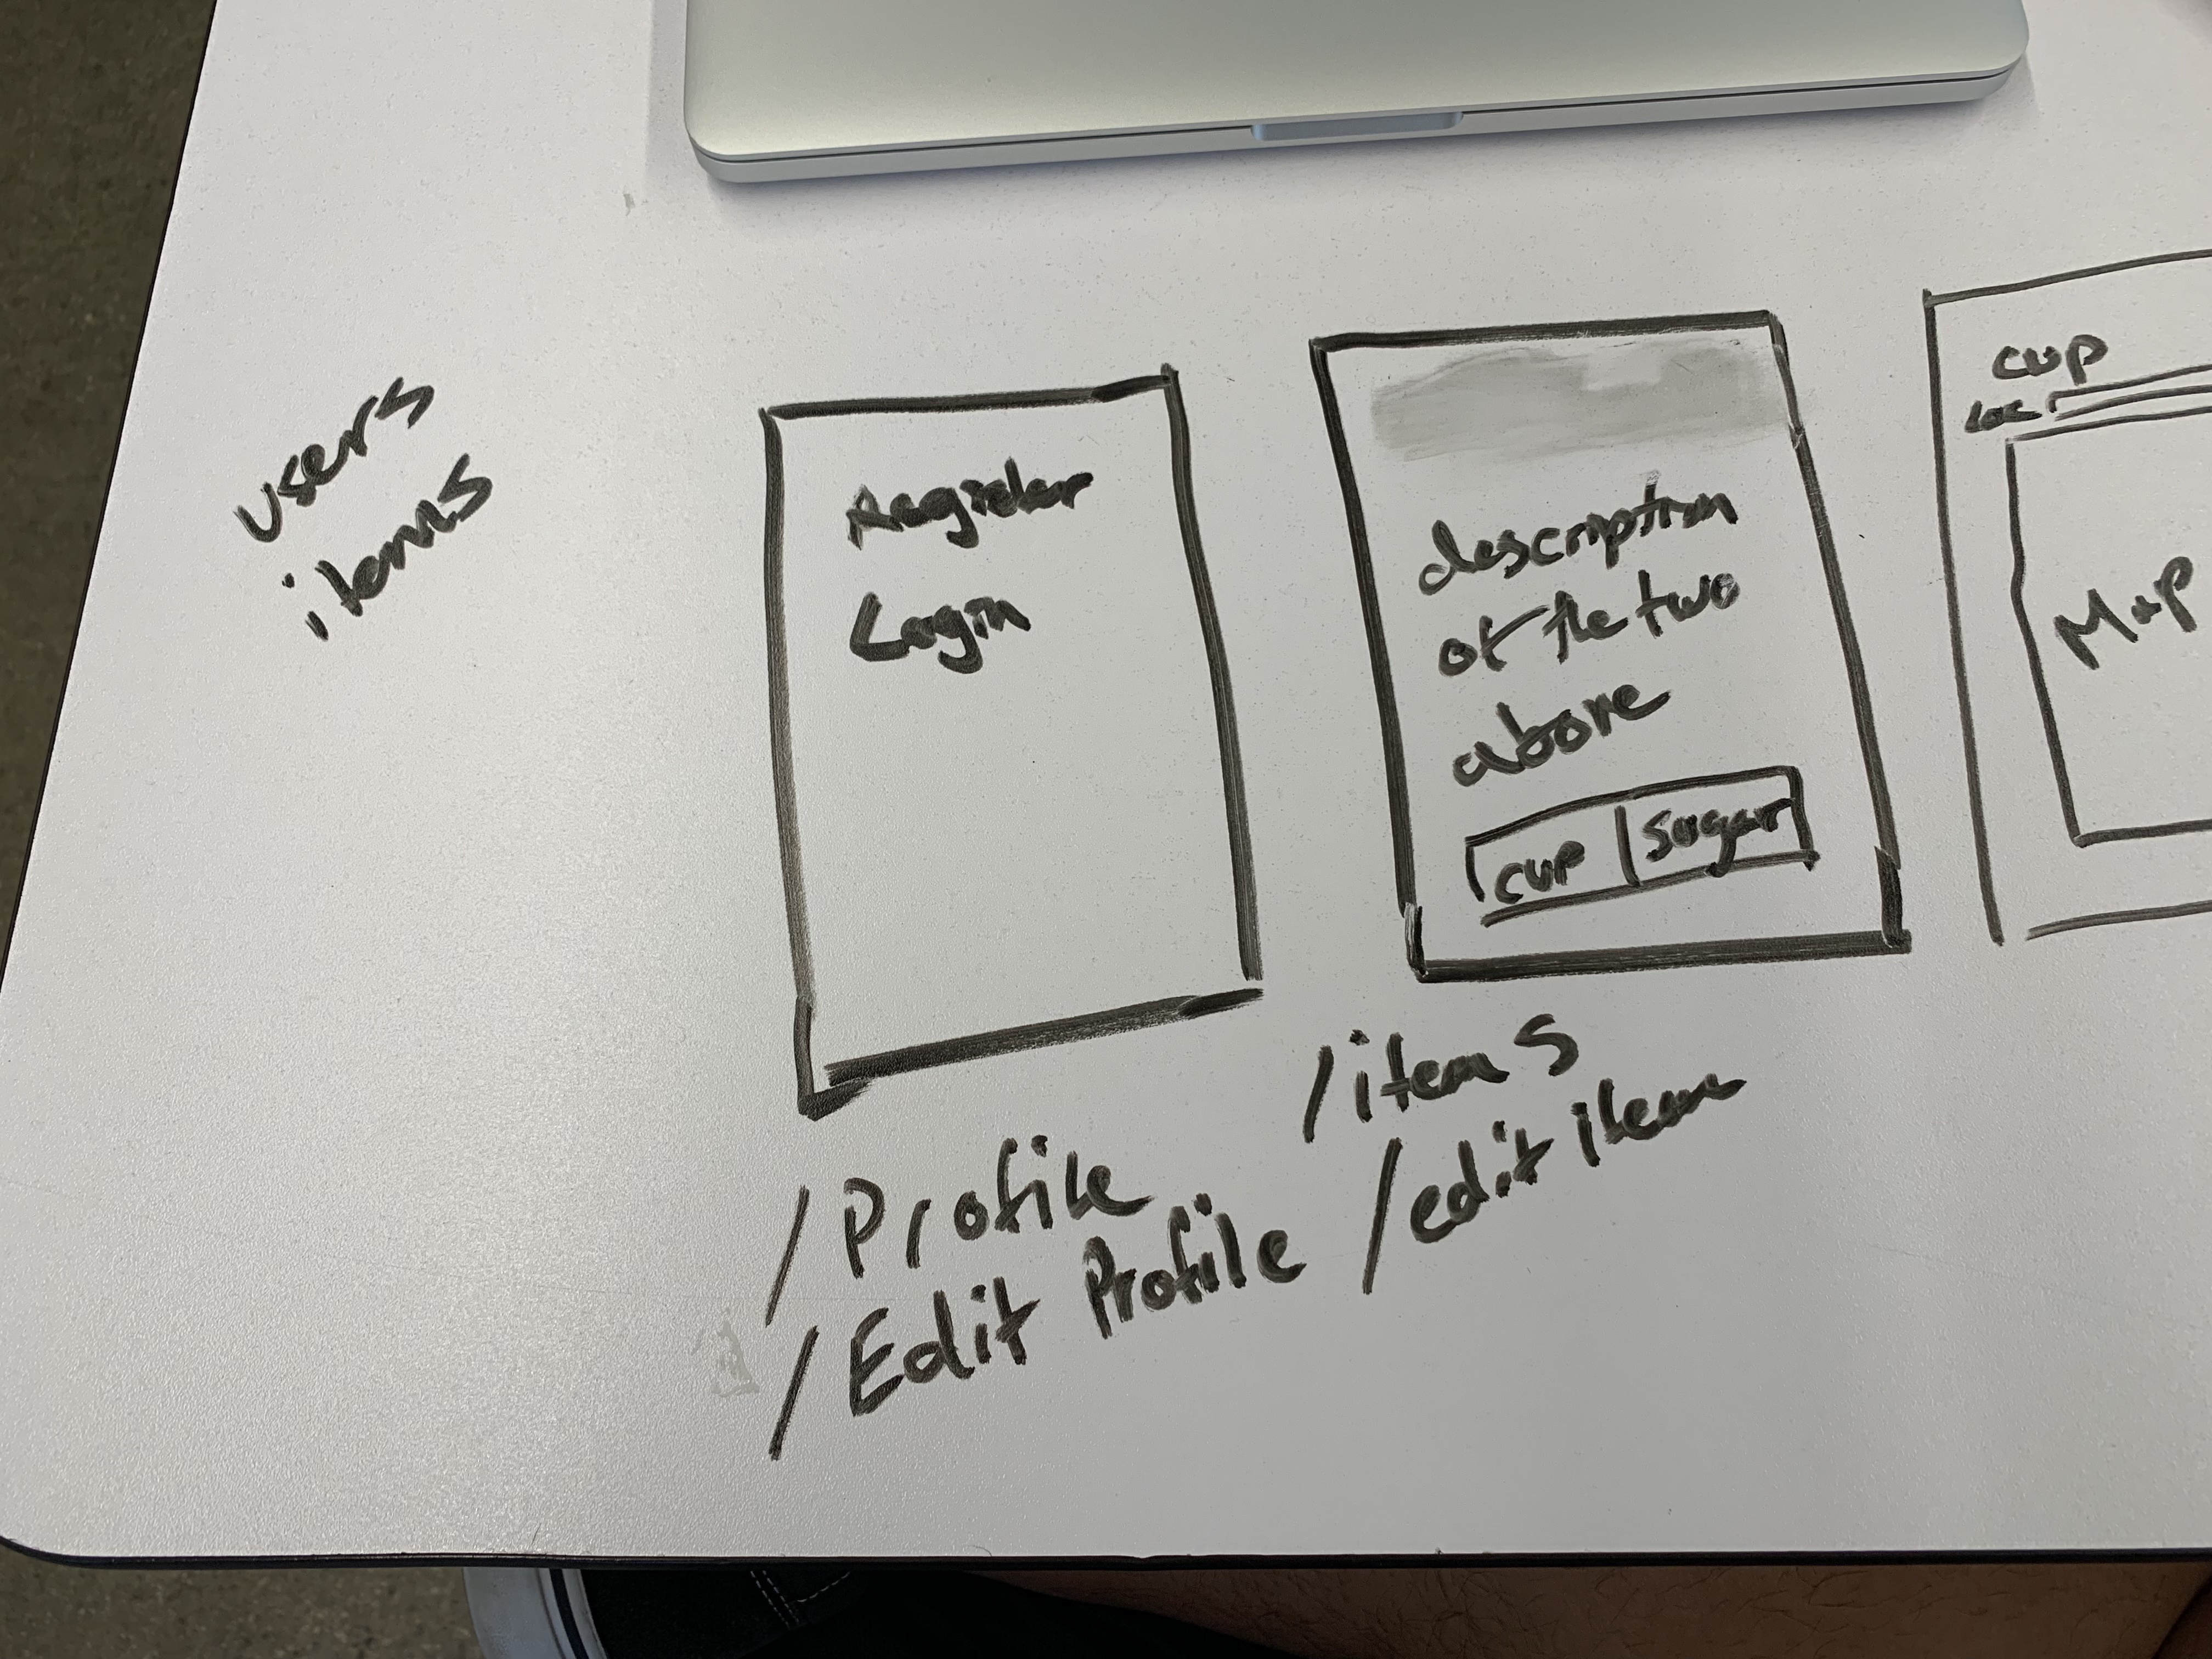 users
items
Register
Login
/Profile
/Edit Profile
description
of the two
above
cup | sugar
/items
/edit item
cup
Loc
Map